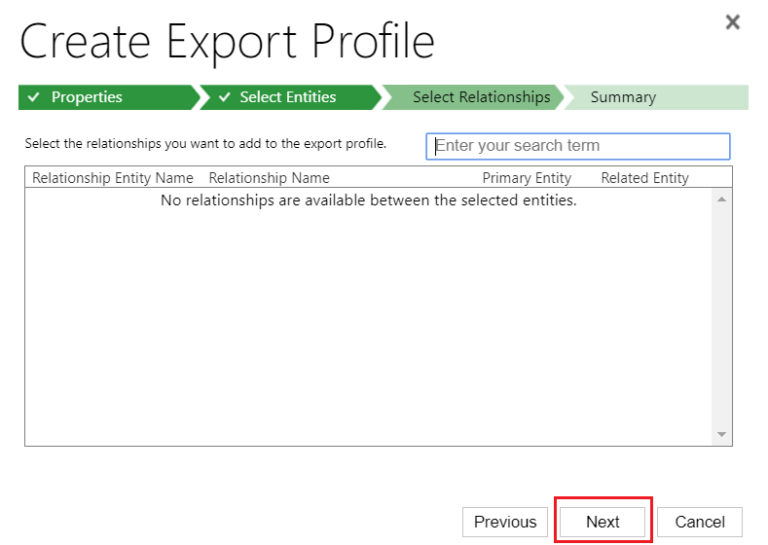 Create Export Profile
Properties
Select Entities
Select Relationships
Summary
Select the relationships you want to add to the export profile.
Enter your search term
Relationship Entity Name
Relationship Name
Primary Entity
Related Entity
No relationships are available between the selected entities.
Previous
Next
Cancel